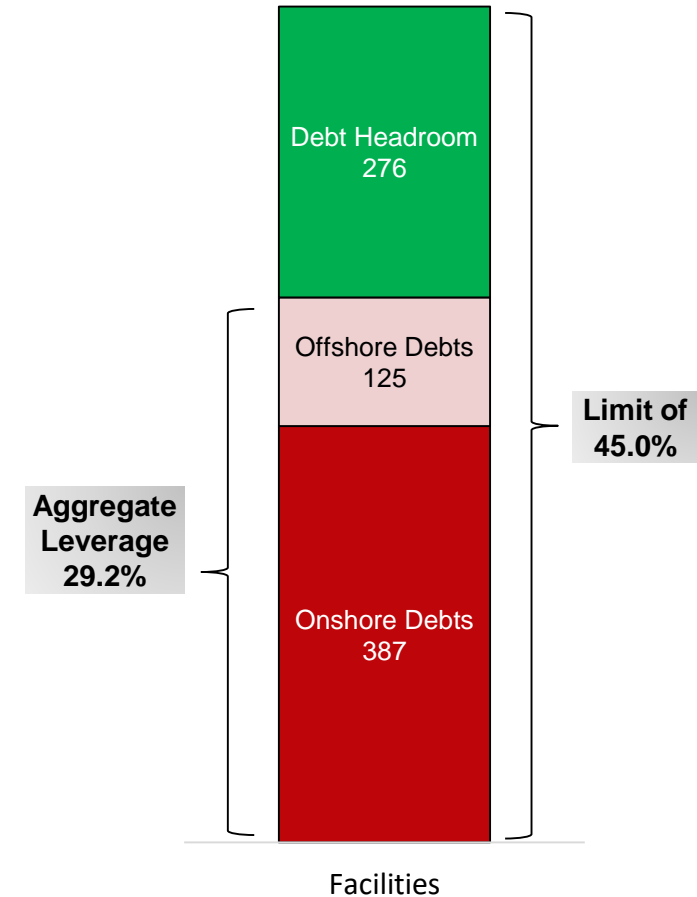 Debt Headroom
276
Offshore Debts
125
Limit of
45.0%
Aggregate
Leverage
29.2%
Onshore Debts
387
Facilities